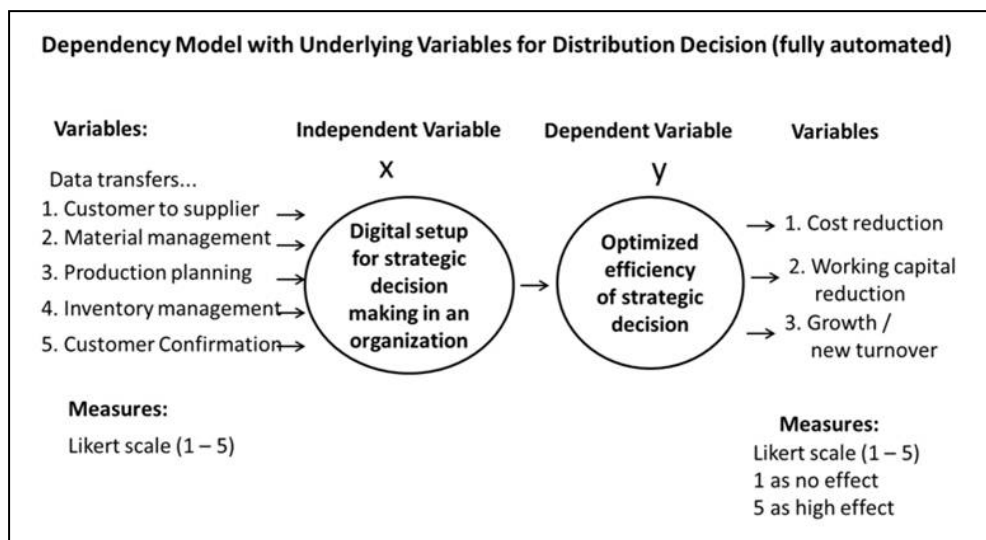 Dependency Model with Underlying Variables for Distribution Decision (fully automated)
Variables:
Independent Variable
Dependent Variable
Variables
x
y
Data transfers...
1. Customer to supplier
2. Material management
3. Production planning
4. Inventory management
5. Customer Confirmation
Digital setup
for strategic
decision
making in an
organization
Optimized
efficiency
of strategic
decision
1. Cost reduction
2. Working capital
reduction
3. Growth /
new turnover
Measures:
Likert scale (1 – 5)
Measures:
Likert scale (1 – 5)
1 as no effect
5 as high effect